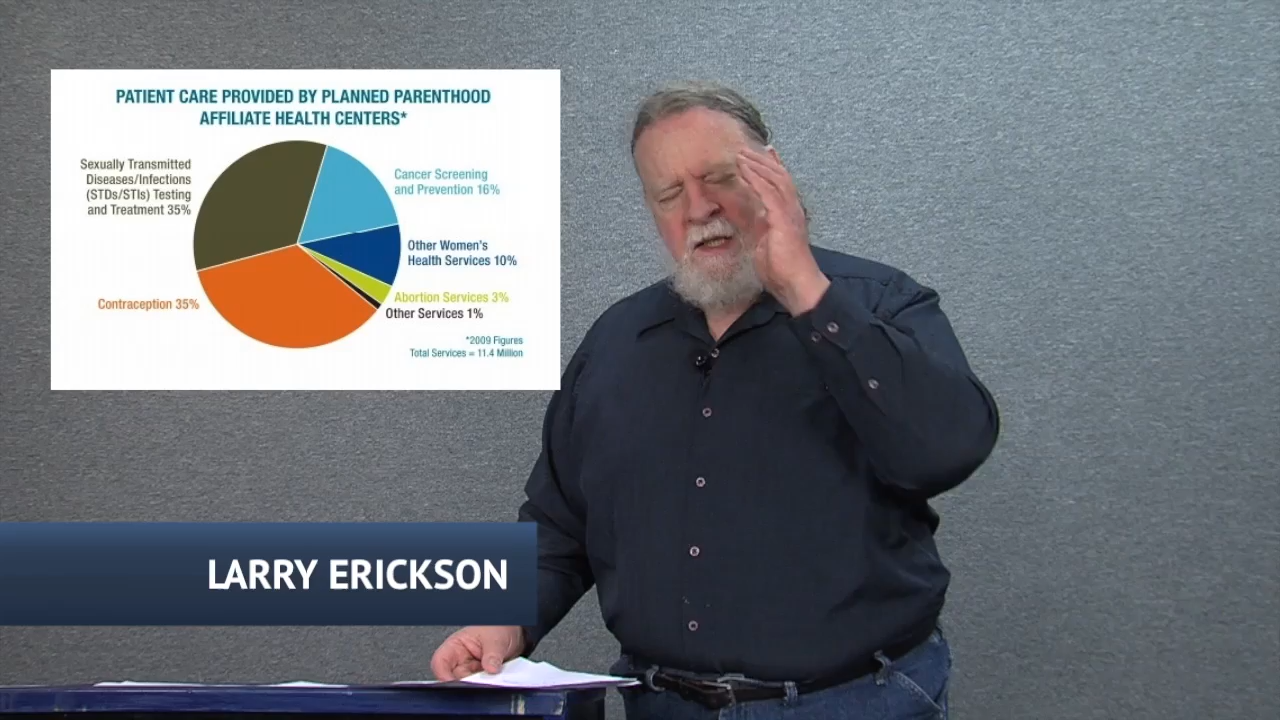 PATIENT CARE PROVIDED BY PLANNED PARENTHOOD
AFFILIATE HEALTH CENTERS*
Sexually Transmitted
Diseases/Infections
(STDs/STIs) Testing
and Treatment 35%
Cancer Screening
and Prevention 16%
Other Women's
Health Services 10%
Abortion Services 3%
Other Services 1%
Contraception 35%
*2009 Figures
Total Services = 11.4 Million
LARRY ERICKSON